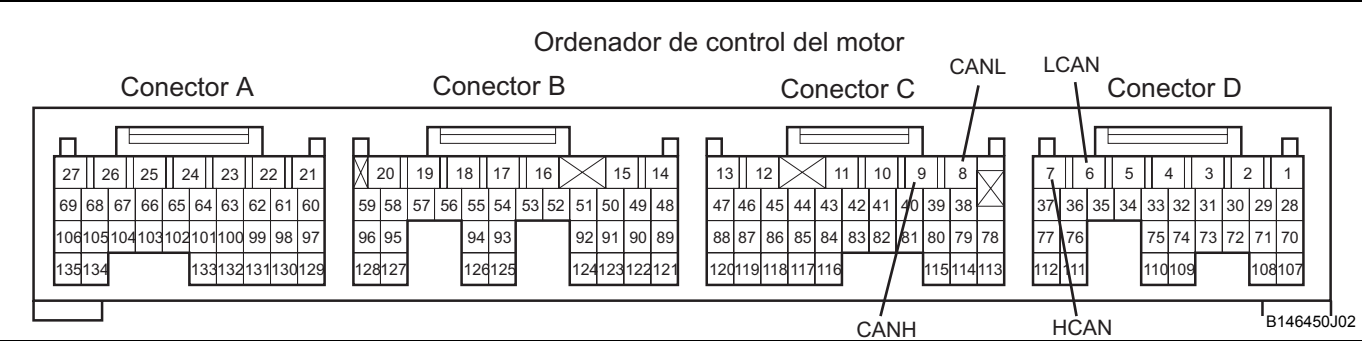 Ordenador de control del motor
CANL LCAN
Conector A Conector B Conector C Conector D
27 26 25 24 23 22 21 20 19 18 17 16 15 14 13 12 11 10 9 8 7 6 5 4 3 2 1
69 68 67 66 65 64 63 62 61 60 59 58 57 56 55 54 53 52 51 50 49 48 47 46 45 44 43 42 41 40 39 38 37 36 35 34 33 32 31 30 29 28
106 105 104 103 102 101 100 99 98 97 96 95 94 93 92 91 90 89 88 87 86 85 84 83 82 81 80 79 78 77 76 75 74 73 72 71 70
135 134 133 132 131 130 129 128 127 126 125 124 123 122 121 120 119 118 117 116 115 114 113 112 111 110 109 108 107
CANH HCAN
B146450J02